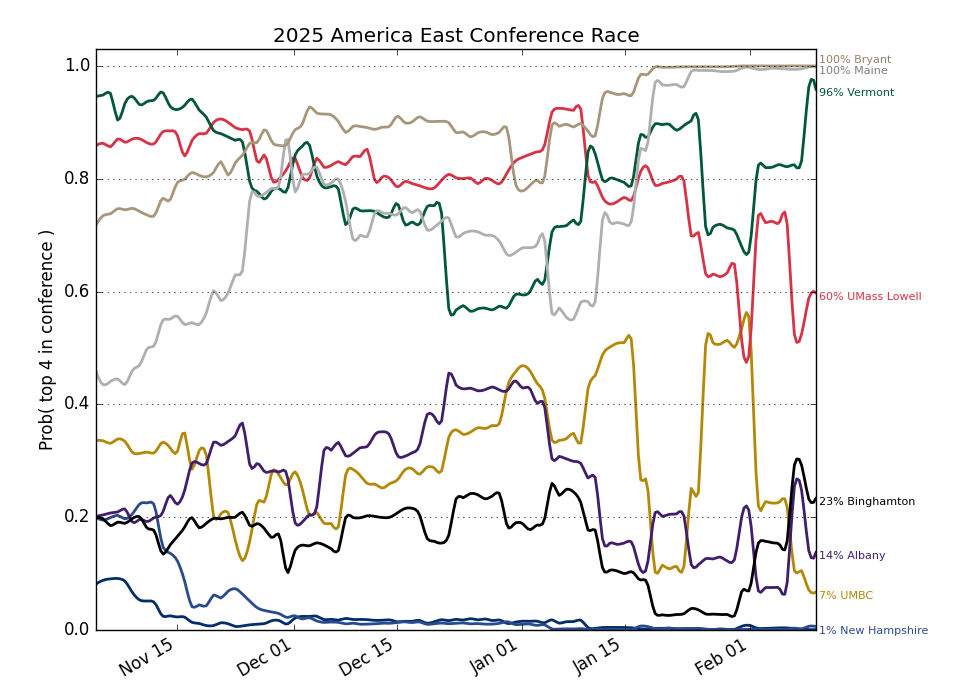 2025 America East Conference Race
Prob( top 4 in conference )
1.0
0.8
0.6
0.4
0.2
0.0
Nov 15
Dec 01
Dec 15
Jan 01
Jan 15
Feb 01
100% Bryant
100% Maine
96% Vermont
60% UMass Lowell
23% Binghamton
14% Albany
7% UMBC
1% New Hampshire